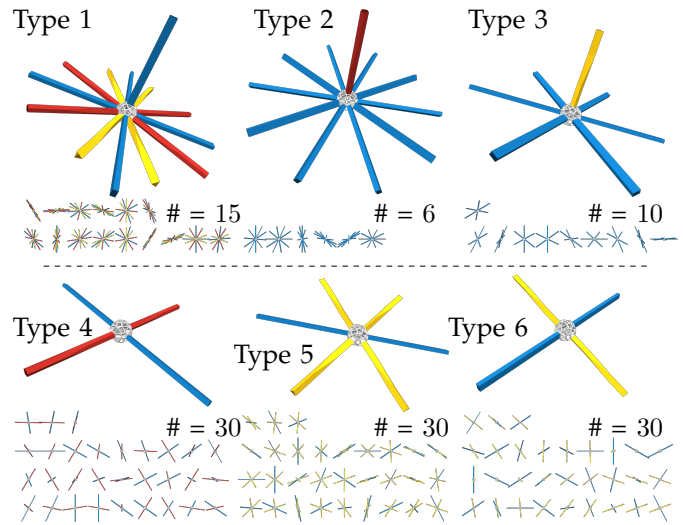 Type 1
Type 2
Type 3
# = 15
# = 6
# = 10
Type 4
Type 5
Type 6
# = 30
# = 30
# = 30